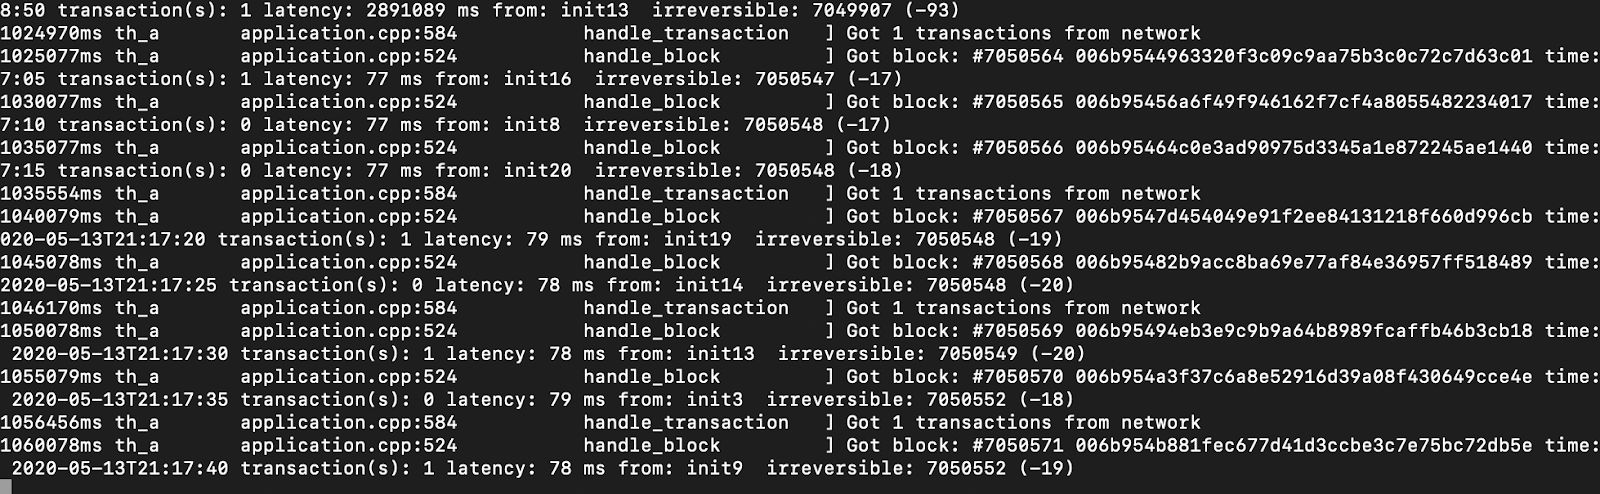 8:50 transaction(s): 1 latency: 2891089 ms from: init13  irreversible: 7049907 (-93)
1024970ms th_a       application.cpp:584           handle_transaction   ] Got 1 transactions from network
1025077ms th_a       application.cpp:524           handle_block         ] Got block: #7050564 006b9544963320f3c09c9aa75b3c0c72c7d63c01 time:
7:05 transaction(s): 1 latency: 77 ms from: init16  irreversible: 7050547 (-17)
1030077ms th_a       application.cpp:524           handle_block         ] Got block: #7050565 006b95456a6f49f946162f7cf4a8055482234017 time:
7:10 transaction(s): 0 latency: 77 ms from: init8  irreversible: 7050548 (-17)
1035077ms th_a       application.cpp:524           handle_block         ] Got block: #7050566 006b95464c0e3ad90975d3345a1e872245ae1440 time:
7:15 transaction(s): 0 latency: 77 ms from: init20  irreversible: 7050548 (-18)
1035554ms th_a       application.cpp:584           handle_transaction   ] Got 1 transactions from network
1040079ms th_a       application.cpp:524           handle_block         ] Got block: #7050567 006b9547d454049e91f2ee84131218f660d996cb time:
020-05-13T21:17:20 transaction(s): 1 latency: 79 ms from: init19  irreversible: 7050548 (-19)
1045078ms th_a       application.cpp:524           handle_block         ] Got block: #7050568 006b95482b9acc8ba69e77af84e36957ff518489 time:
2020-05-13T21:17:25 transaction(s): 0 latency: 78 ms from: init14  irreversible: 7050548 (-20)
1046170ms th_a       application.cpp:584           handle_transaction   ] Got 1 transactions from network
1050078ms th_a       application.cpp:524           handle_block         ] Got block: #7050569 006b95494eb3e9c9b9a64b8989fcaffb46b3cb18 time:
 2020-05-13T21:17:30 transaction(s): 1 latency: 78 ms from: init13  irreversible: 7050549 (-20)
1055079ms th_a       application.cpp:524           handle_block         ] Got block: #7050570 006b954a3f37c6a8e52916d39a08f430649cce4e time:
 2020-05-13T21:17:35 transaction(s): 0 latency: 79 ms from: init3  irreversible: 7050552 (-18)
1056456ms th_a       application.cpp:584           handle_transaction   ] Got 1 transactions from network
1060078ms th_a       application.cpp:524           handle_block         ] Got block: #7050571 006b954b881fec677d41d3ccbe3c7e75bc72db5e time:
 2020-05-13T21:17:40 transaction(s): 1 latency: 78 ms from: init9  irreversible: 7050552 (-19)